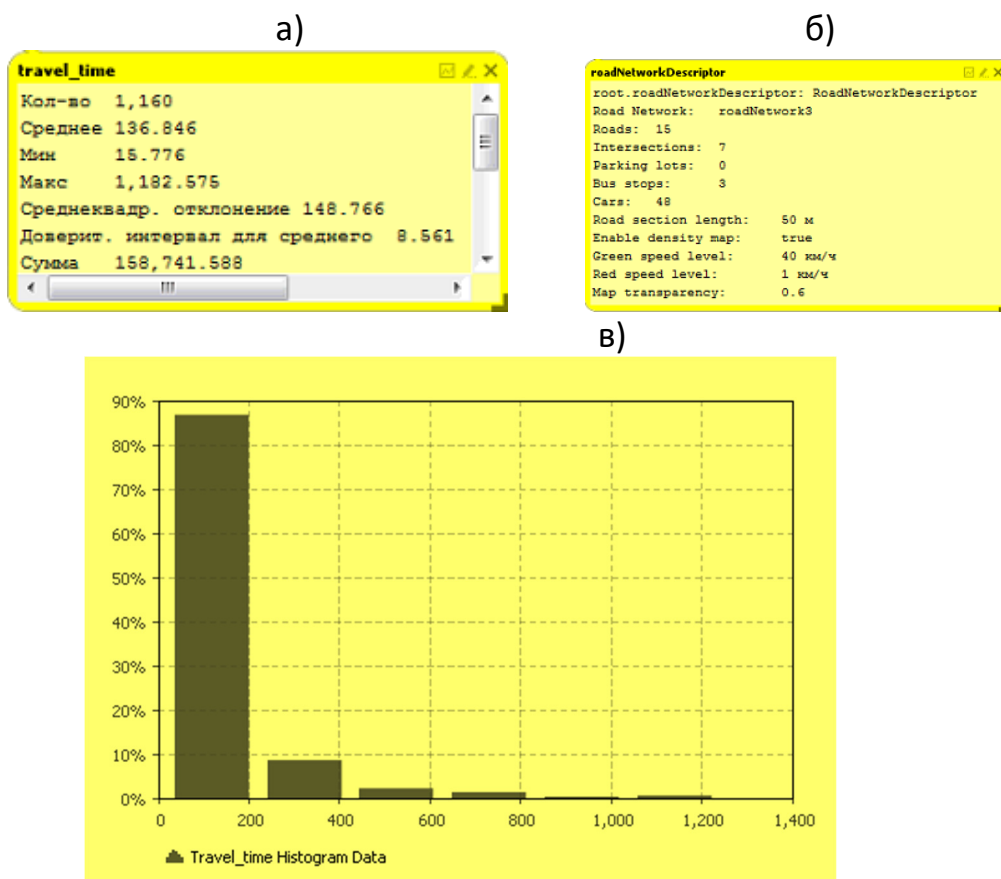 а)
б)
travel_time
Кол-во 1,160
Среднее 136.846
Мин 15.776
Макс 1,182.575
Среднеквадр. отклонение 148.766
Доверит. интервал для среднего 8.561
Сумма 158,741.588
roadNetworkDescriptor
root.roadNetworkDescriptor: RoadNetworkDescriptor
Road Network: roadNetwork3
Roads: 15
Intersections: 7
Parking lots: 0
Bus stops: 3
Cars: 48
Road section length: 50 м
Enable density map: true
Green speed level: 40 км/ч
Red speed level: 1 км/ч
Map transparency: 0.6
в)
90%
80%
70%
60%
50%
40%
30%
20%
10%
0%
0 200 400 600 800 1,000 1,200 1,400
Travel_time Histogram Data